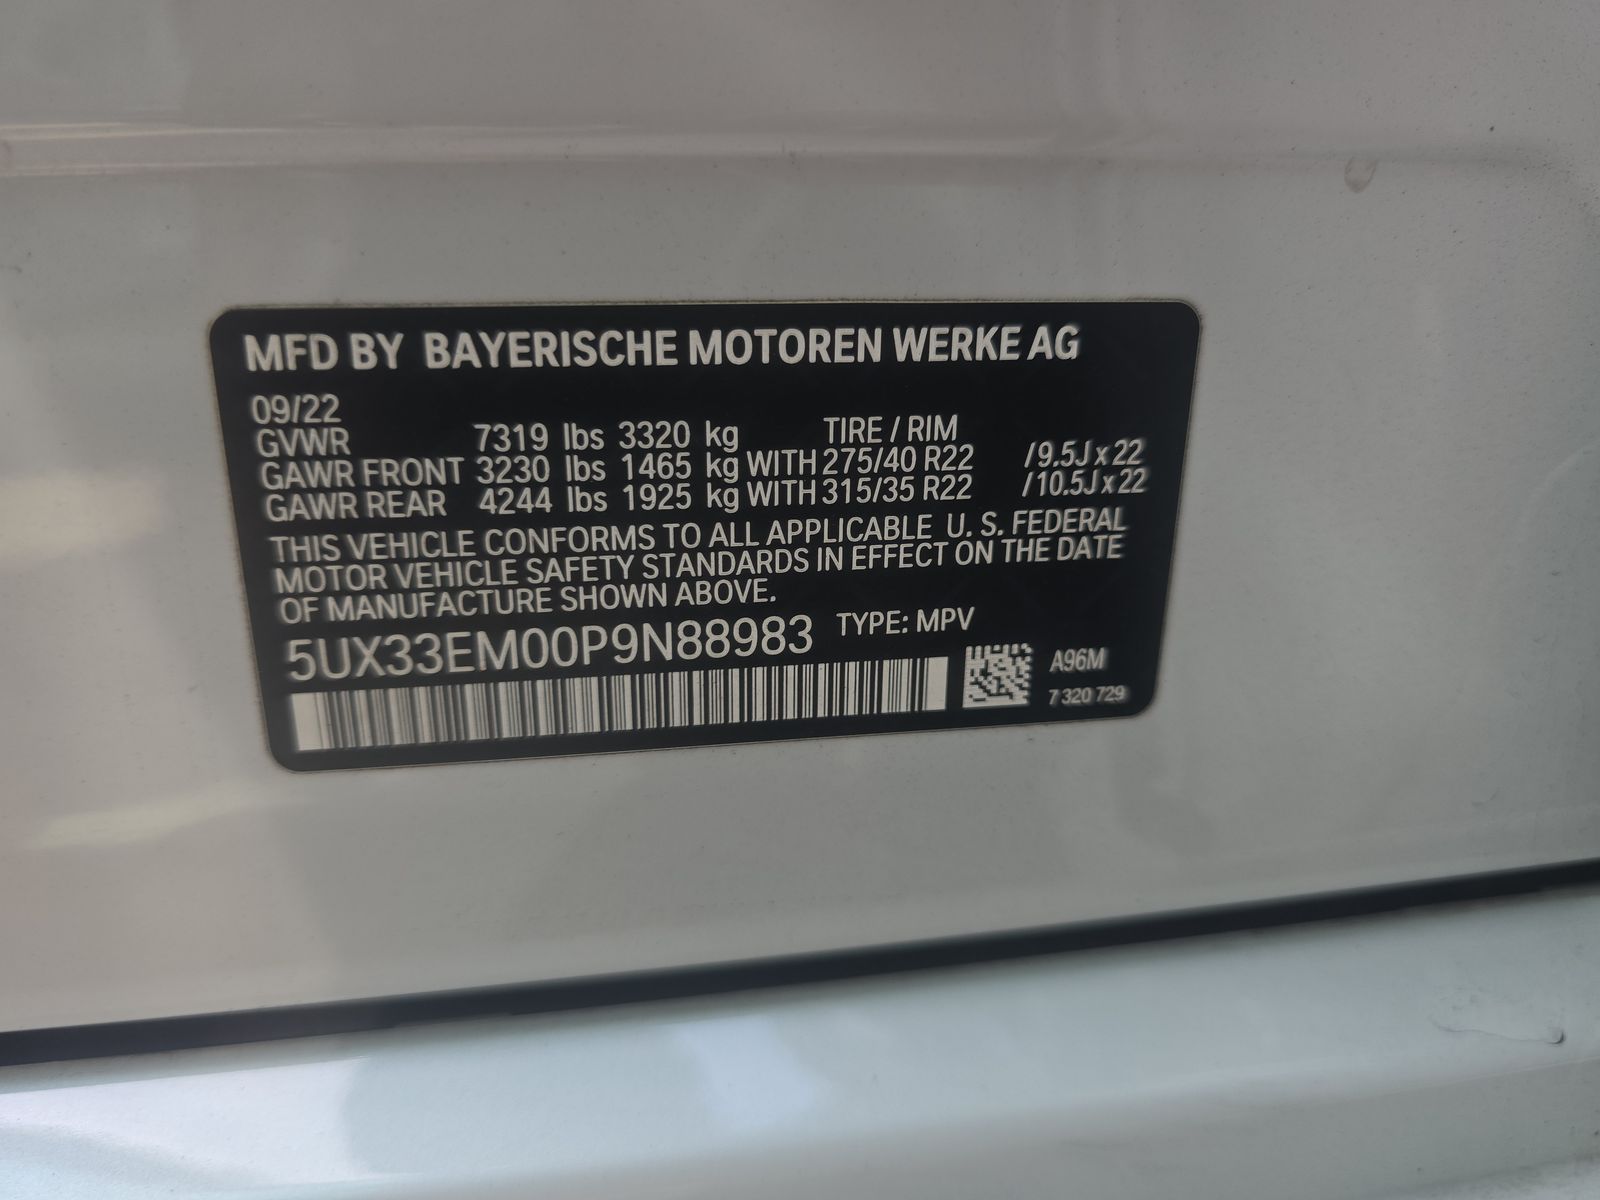 MFD BY BAYERISCHE MOTOREN WERKE AG
09/22
GVWR 7319 lbs 3320 kg TIRE / RIM
GAWR FRONT 3230 lbs 1465 kg WITH 275/40 R22 /9.5J x 22
GAWR REAR 4244 lbs 1925 kg WITH 315/35 R22 /10.5J x 22
THIS VEHICLE CONFORMS TO ALL APPLICABLE U. S. FEDERAL
MOTOR VEHICLE SAFETY STANDARDS IN EFFECT ON THE DATE
OF MANUFACTURE SHOWN ABOVE.
5UX33EM00P9N88983 TYPE: MPV
A96M
7 320 729